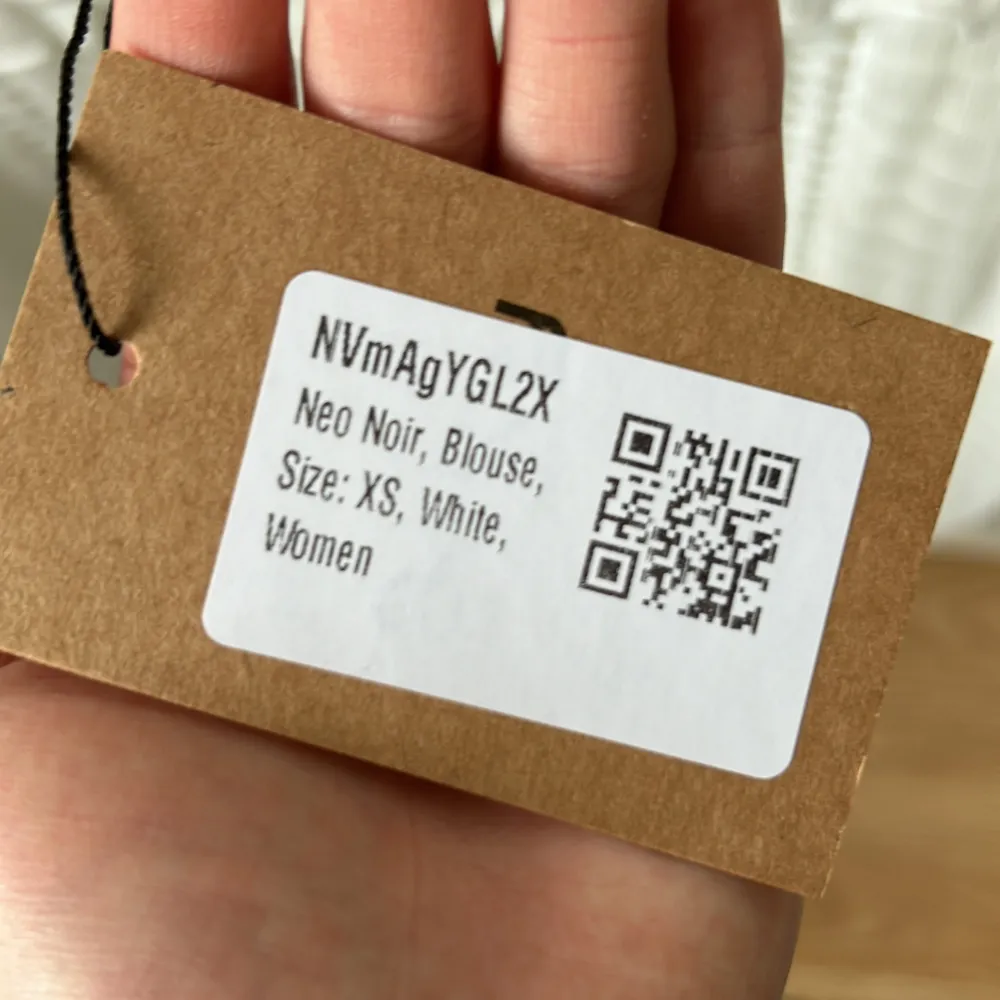 NVmAgYGL2X
Neo Noir, Blouse,
Size: XS, White,
Women